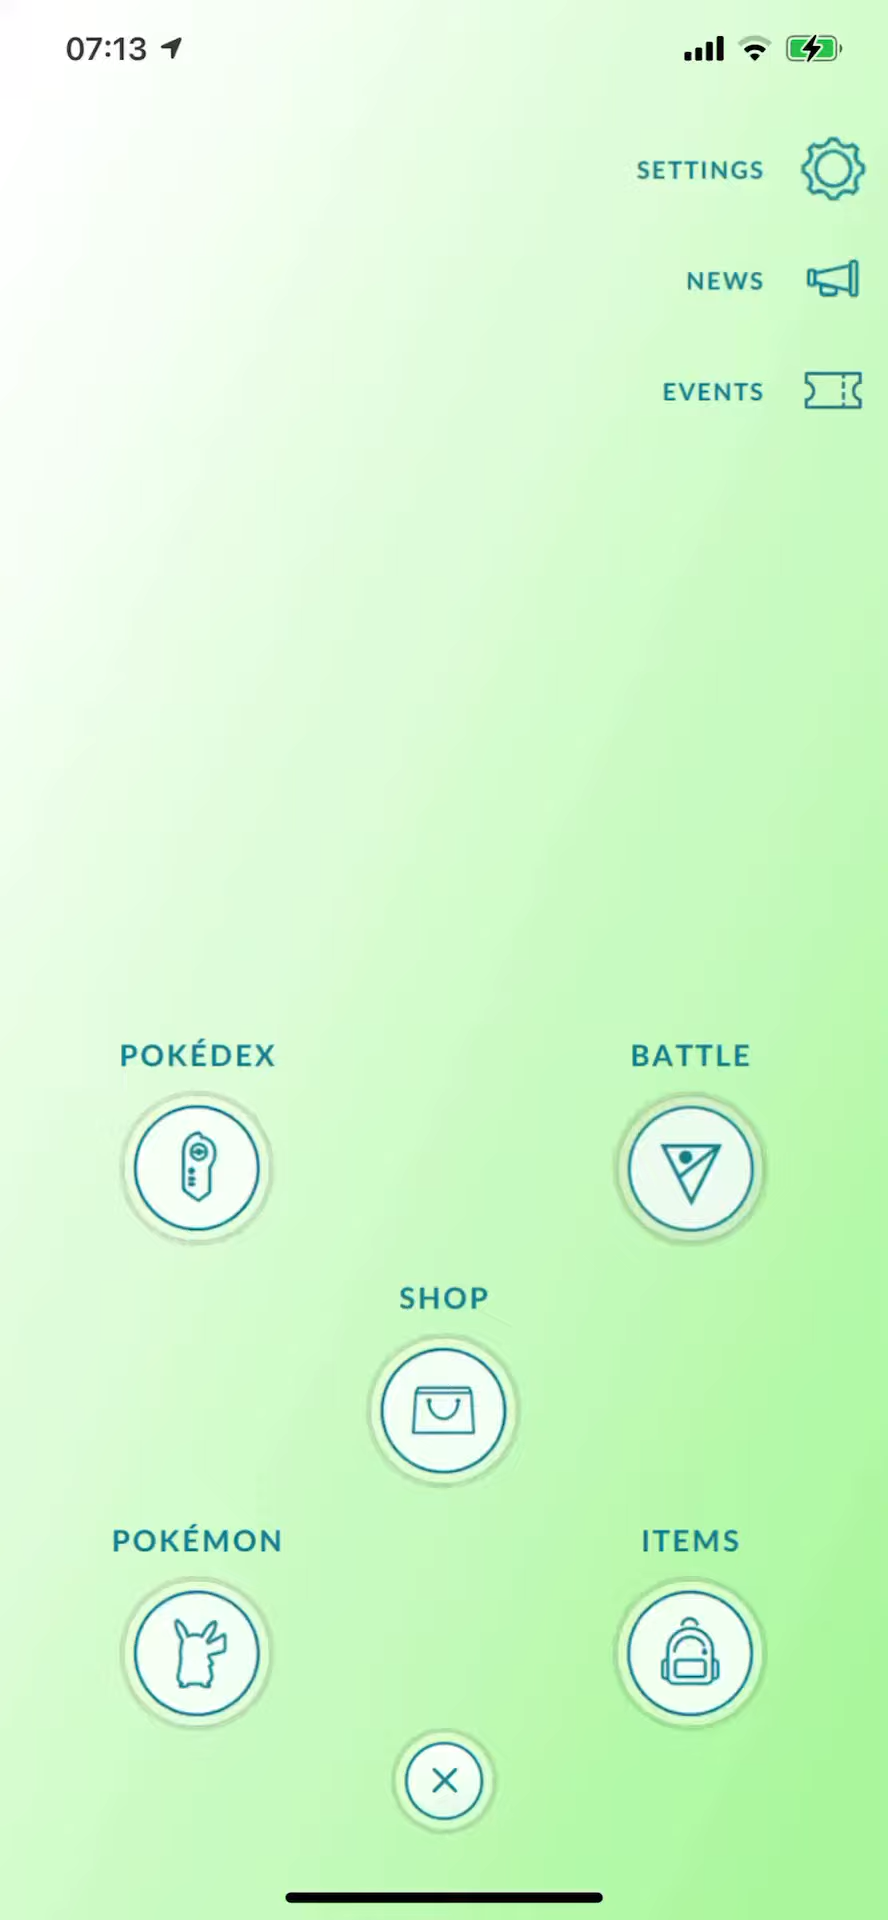 07:13
SETTINGS
NEWS
EVENTS
POKÉDEX
BATTLE
SHOP
POKÉMON
ITEMS